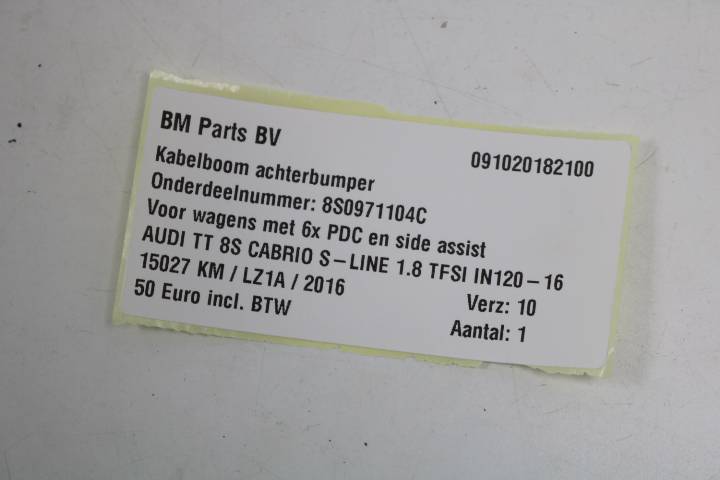 BM Parts BV 091020182100
Kabelboom achterbumper
Onderdeelnummer: 8S0971104C
Voor wagens met 6x PDC en side assist
AUDI TT 8S CABRIO S-LINE 1.8 TFSI IN120-16
15027 KM / LZ1A / 2016 Verz: 10
50 Euro incl. BTW Aantal: 1